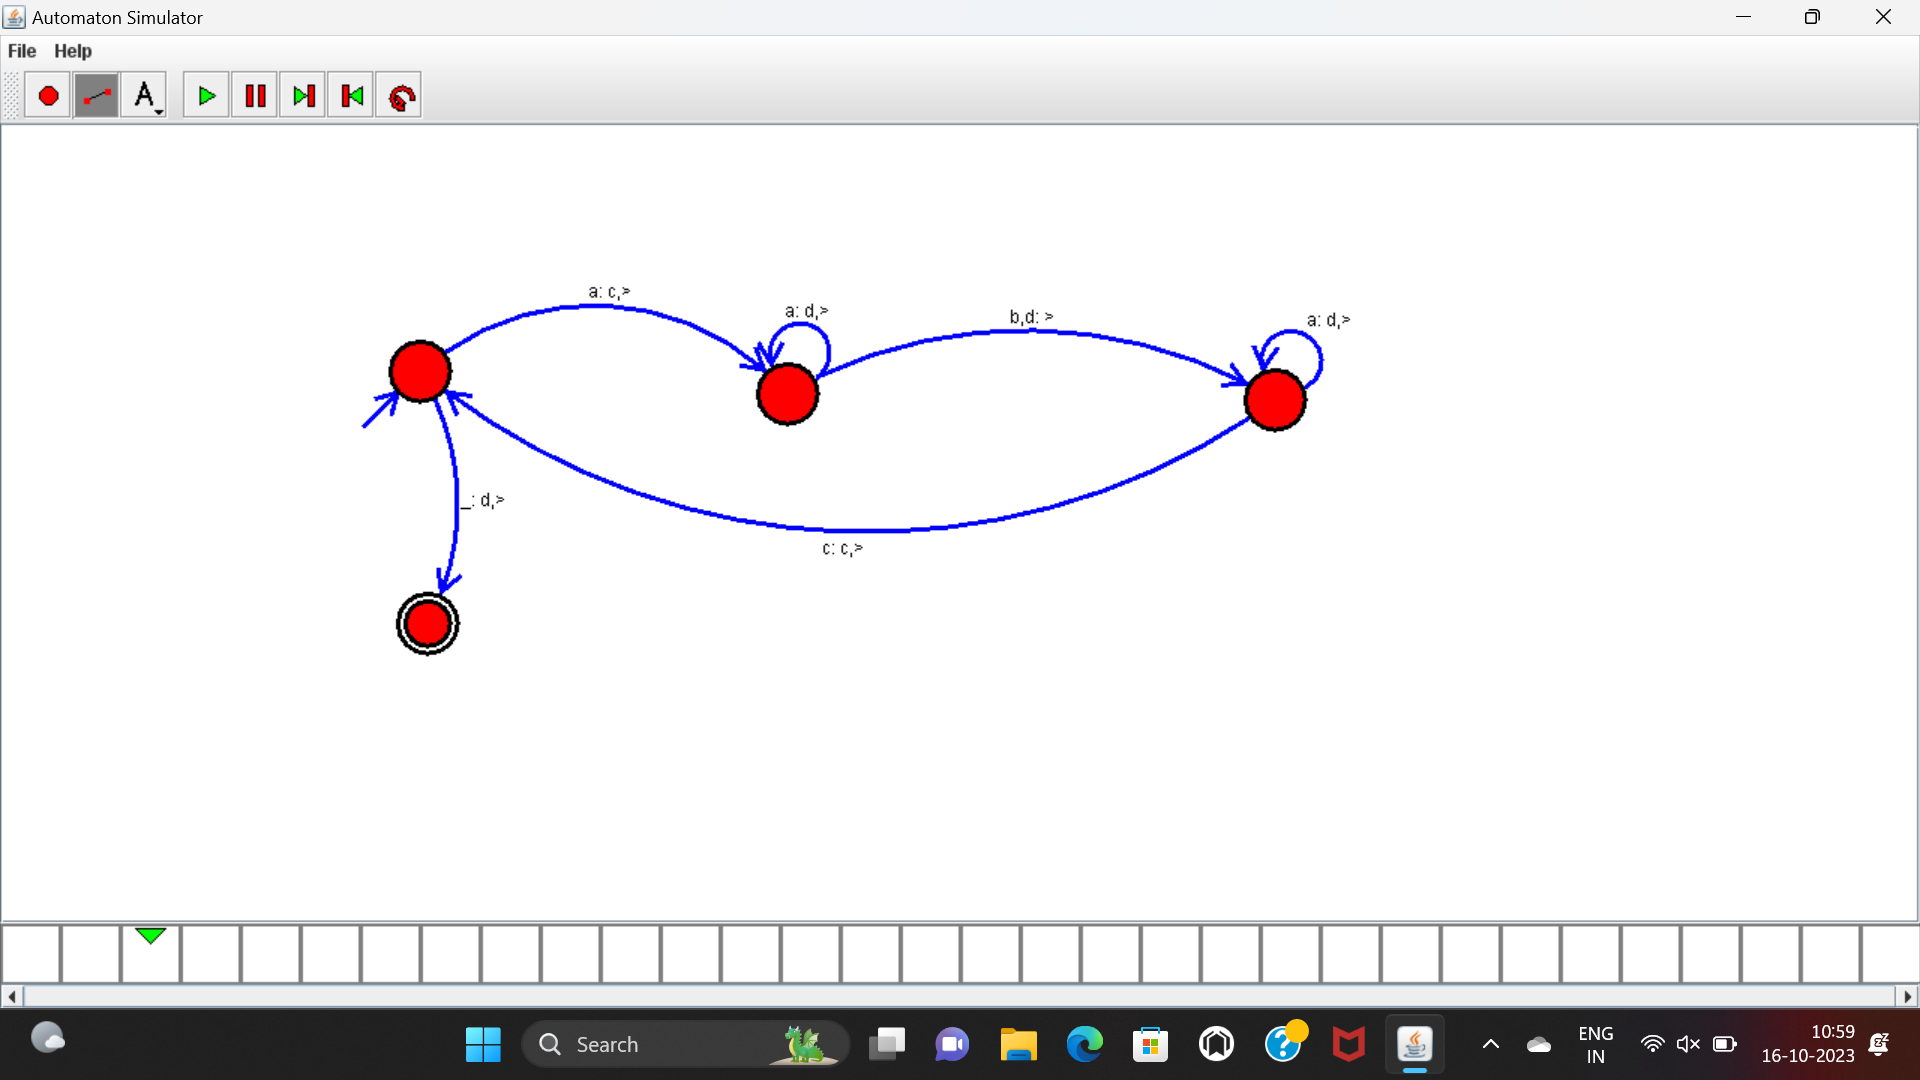 Automaton Simulator
File Help
A
a: c,>
a: d,>
b,d: >
a: d,>
_: d,>
c: c,>
Search
ENG
IN
10:59
16-10-2023